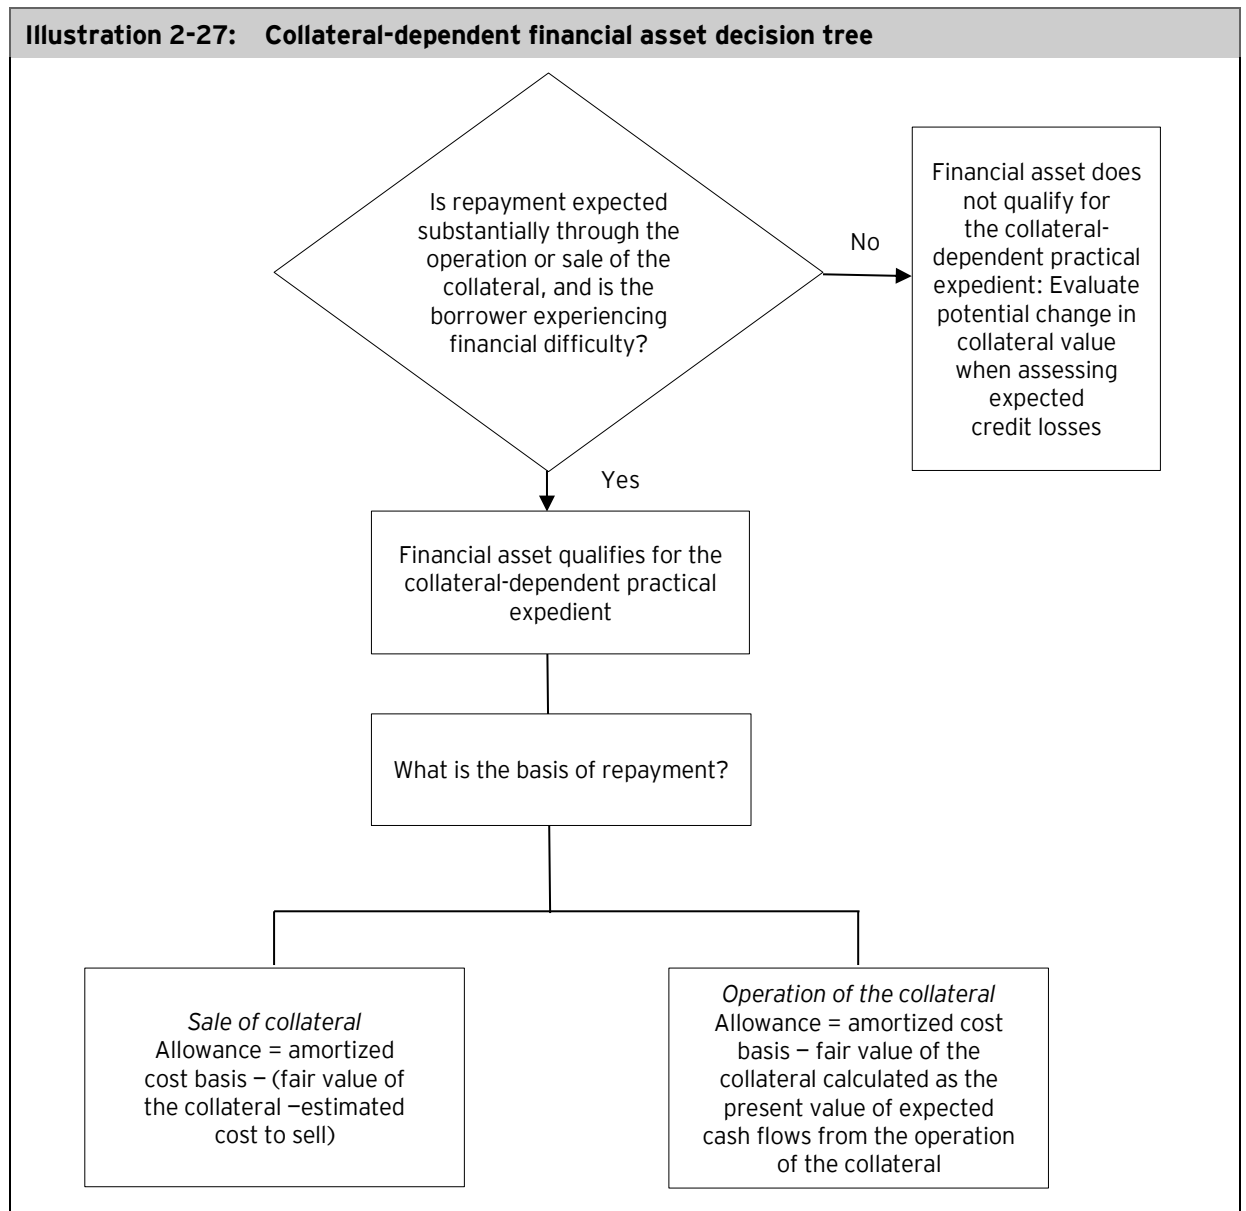 Illustration 2-27: Collateral-dependent financial asset decision tree
Is repayment expected
substantially through the
operation or sale of the
collateral, and is the
borrower experiencing
financial difficulty?
No
Financial asset does
not qualify for
the collateral-
dependent practical
expedient: Evaluate
potential change in
collateral value
when assessing
expected
credit losses
Yes
Financial asset qualifies for the
collateral-dependent practical
expedient
What is the basis of repayment?
Sale of collateral
Allowance = amortized
cost basis – (fair value of
the collateral –estimated
cost to sell)
Operation of the collateral
Allowance = amortized cost
basis – fair value of the
collateral calculated as the
present value of expected
cash flows from the operation
of the collateral